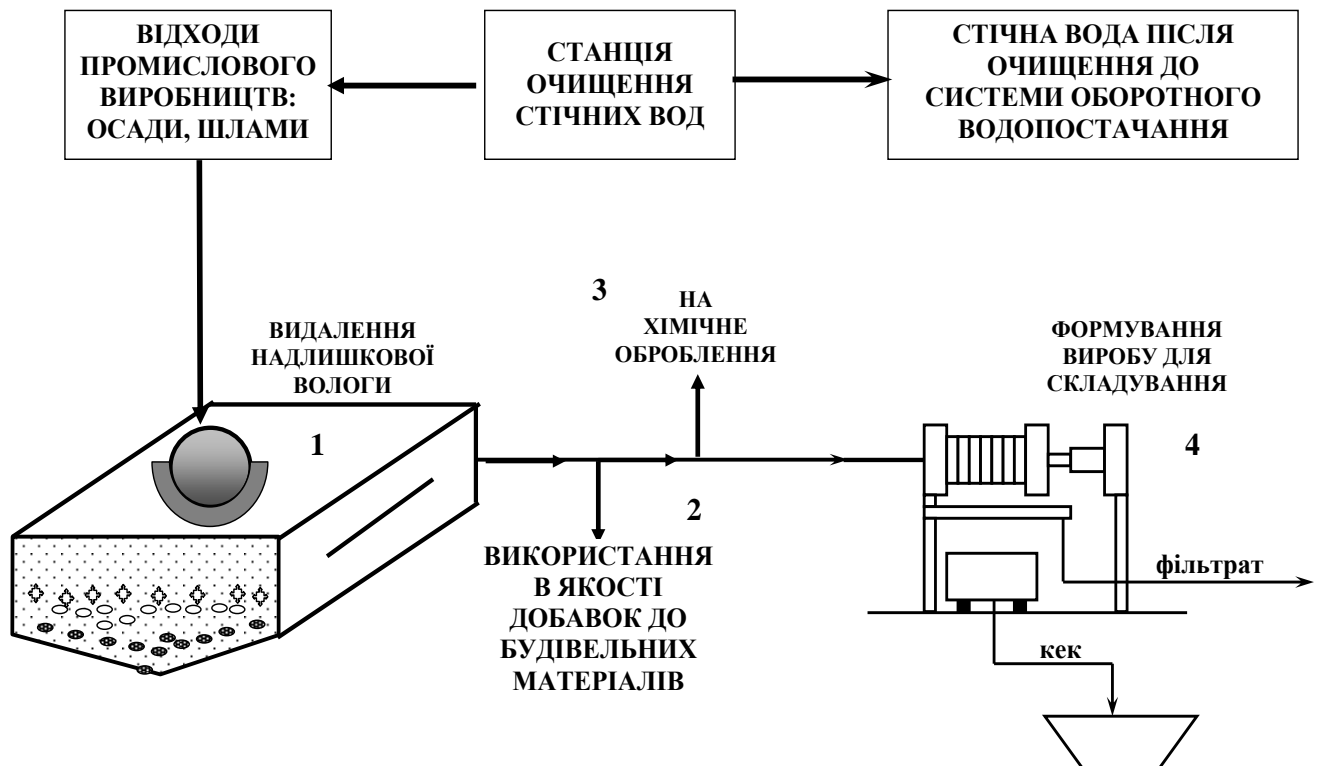 ВІДХОДИ
ПРОМИСЛОВОГО
ВИРОБНИЦТВ:
ОСАДИ, ШЛАМИ
СТАНЦІЯ
ОЧИЩЕННЯ
СТІЧНИХ ВОД
СТІЧНА ВОДА ПІСЛЯ
ОЧИЩЕННЯ ДО
СИСТЕМИ ОБОРОТНОГО
ВОДОПОСТАЧАННЯ
ВИДАЛЕННЯ
НАДЛИШКОВОЇ
ВОЛОГИ
1
3
НА
ХІМІЧНЕ
ОБРОБЛЕННЯ
ФОРМУВАННЯ
ВИРОБУ ДЛЯ
СКЛАДУВАННЯ
4
2
ВИКОРИСТАННЯ
В ЯКОСТІ
ДОБАВОК ДО
БУДІВЕЛЬНИХ
МАТЕРІАЛІВ
фільтрат
кек